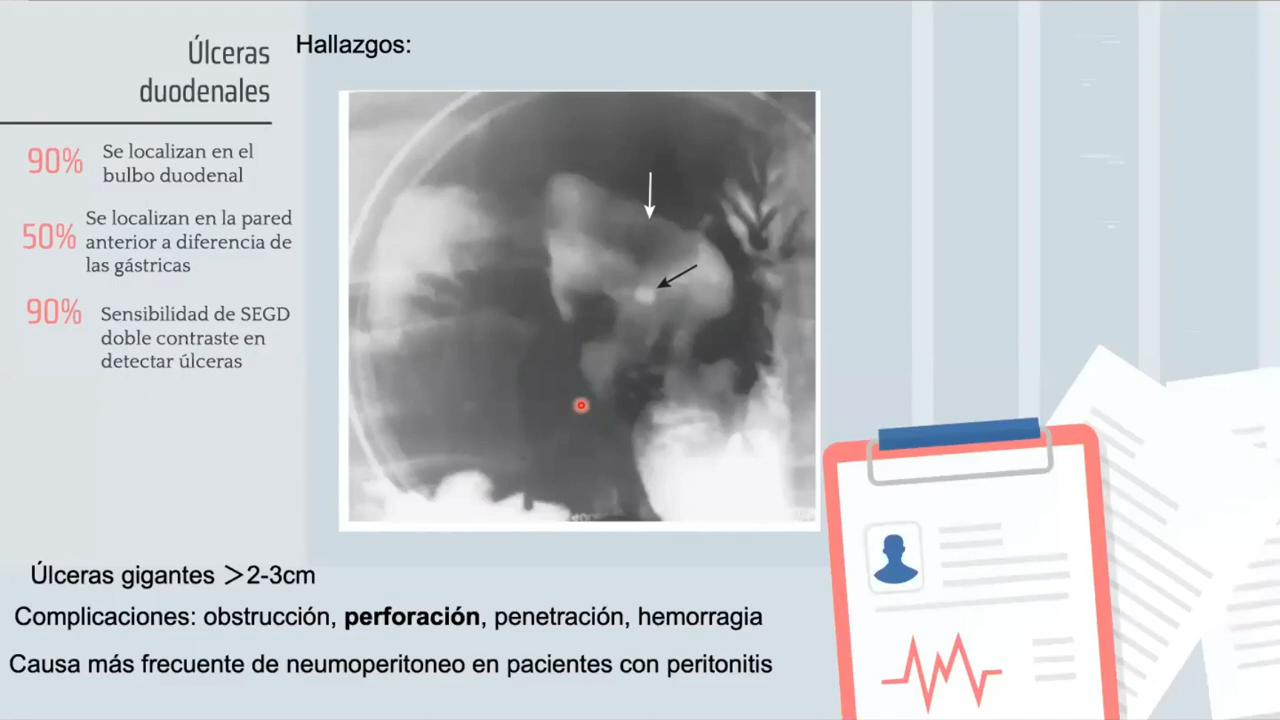 Úlceras
duodenales
Hallazgos:
90%
Se localizan en el
bulbo duodenal
50%
Se localizan en la pared
anterior a diferencia de
las gástricas
90%
Sensibilidad de SEGD
doble contraste en
detectar úlceras
Úlceras gigantes >2-3cm
Complicaciones: obstrucción, perforación, penetración, hemorragia
Causa más frecuente de neumoperitoneo en pacientes con peritonitis